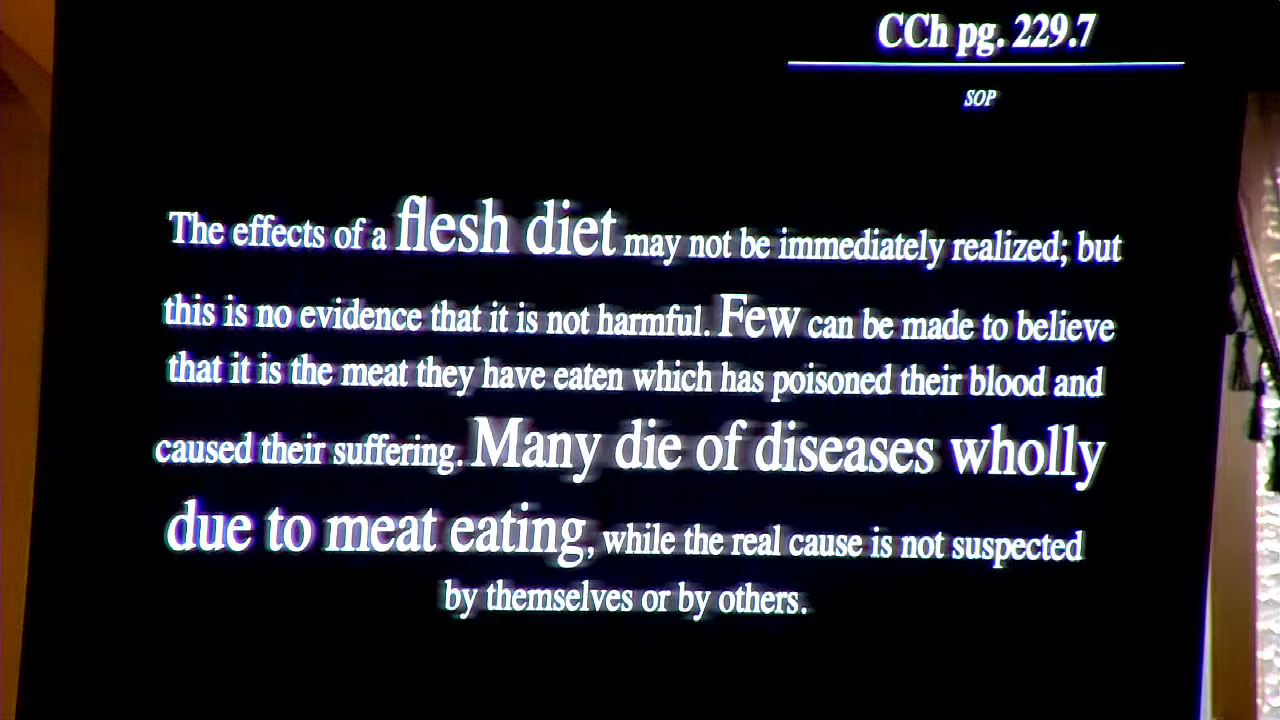 CCh pg. 229.7
SOP
The effects of a flesh diet may not be immediately realized; but
this is no evidence that it is not harmful. Few can be made to believe
that it is the meat they have eaten which has poisoned their blood and
caused their suffering. Many die of diseases wholly
due to meat eating, while the real cause is not suspected
by themselves or by others.